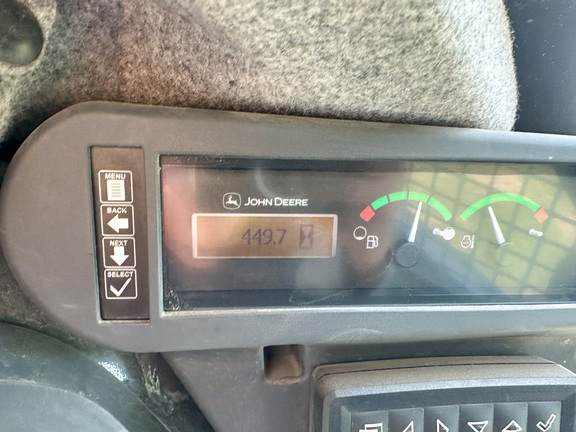 MENU
BACK
NEXT
SELECT
JOHN DEERE
449.7